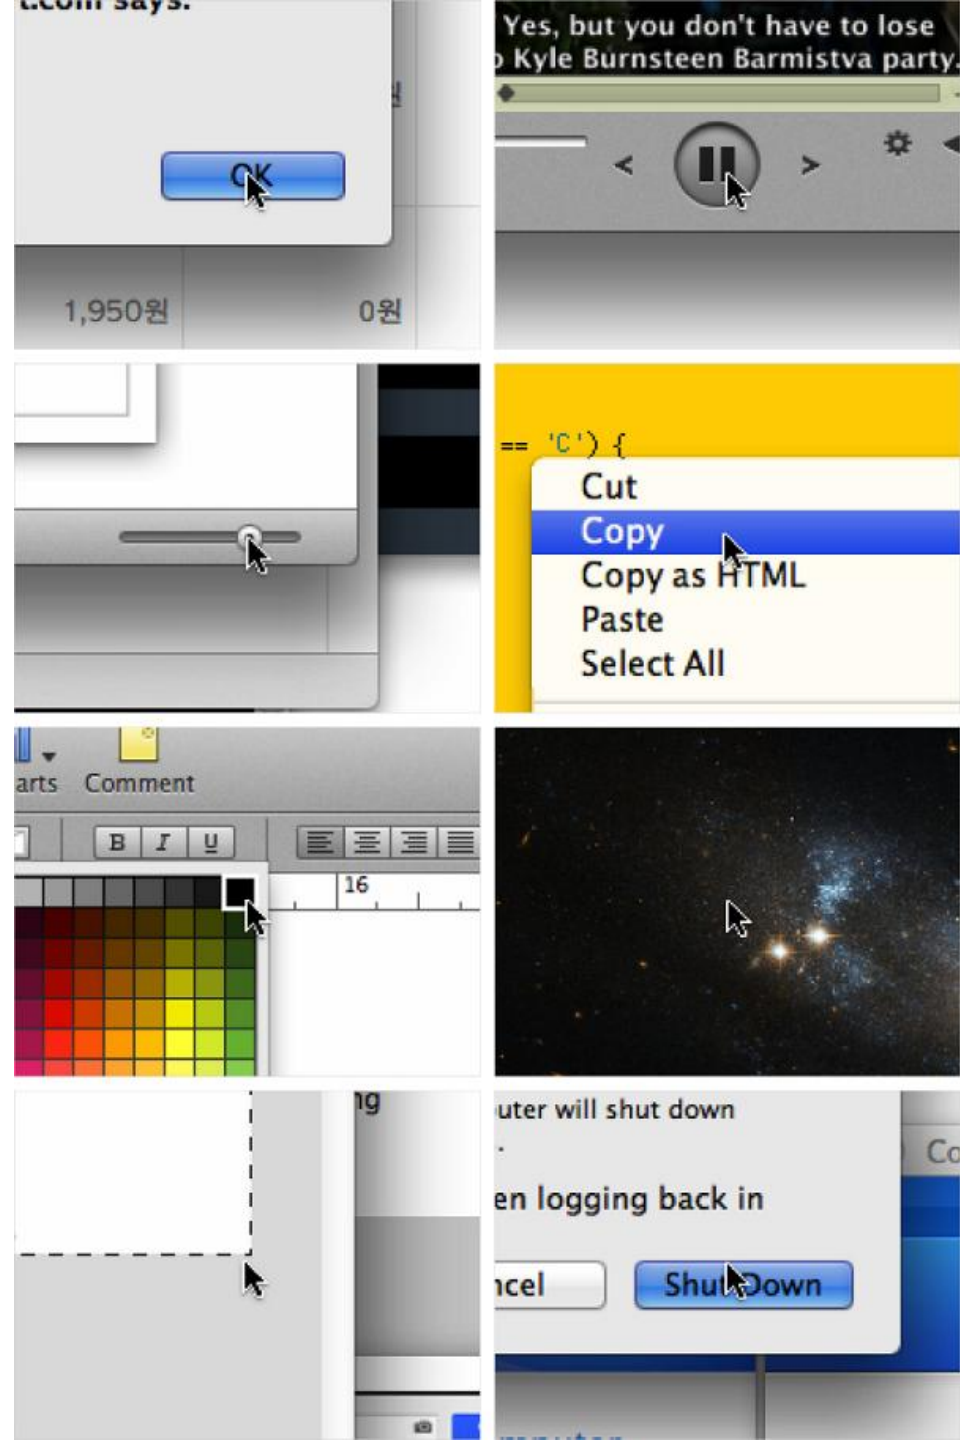 t.com says.
OK
1,950원
0원
Yes, but you don't have to lose
o Kyle Burnsteen Barmistva party.
== 'C') {
Cut
Copy
Copy as HTML
Paste
Select All
arts
Comment
B I U
16
ng
uter will shut down
.
en logging back in
ncel
Shut Down
Co